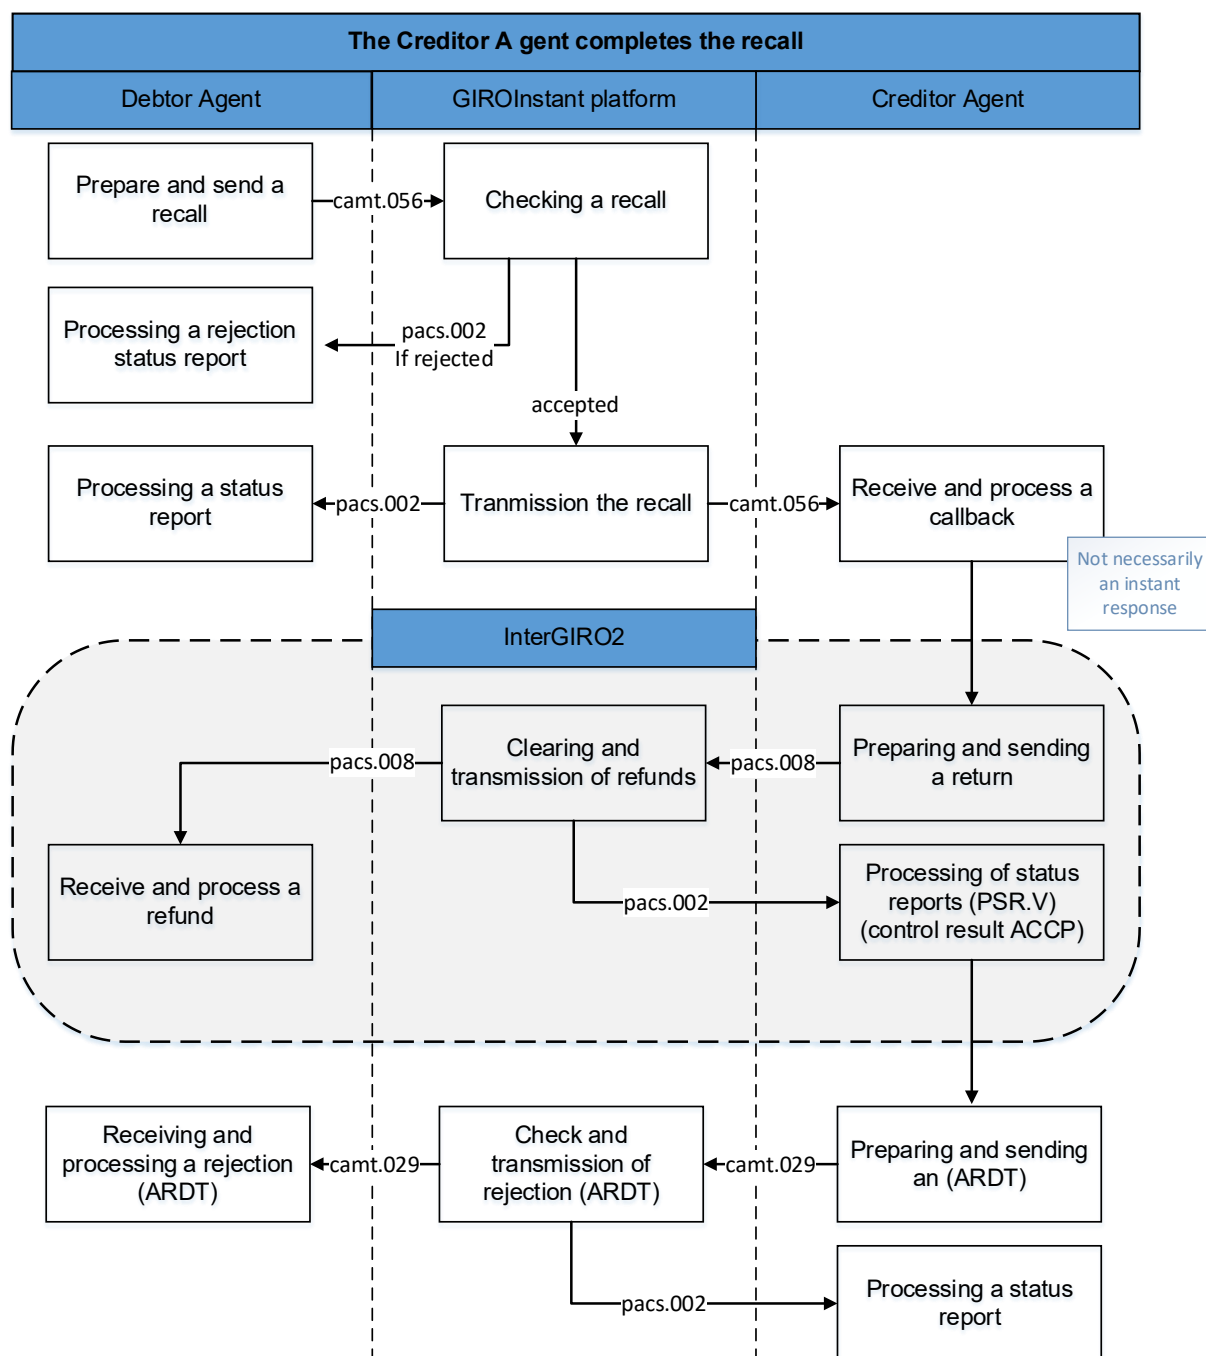 The Creditor A gent completes the recall
Debtor Agent
GIROInstant platform
Creditor Agent
Prepare and send a
recall
camt.056
Checking a recall
Processing a rejection
status report
pacs.002
If rejected
accepted
Processing a status
report
pacs.002
Tranmission the recall
camt.056
Receive and process a
callback
Not necessarily
an instant
response
InterGIRO2
pacs.008
Clearing and
transmission of refunds
pacs.008
Preparing and sending
a return
Receive and process a
refund
pacs.002
Processing of status
reports (PSR.V)
(control result ACCP)
Receiving and
processing a rejection
(ARDT)
camt.029
Check and
transmission of
rejection (ARDT)
camt.029
Preparing and sending
an (ARDT)
pacs.002
Processing a status
report